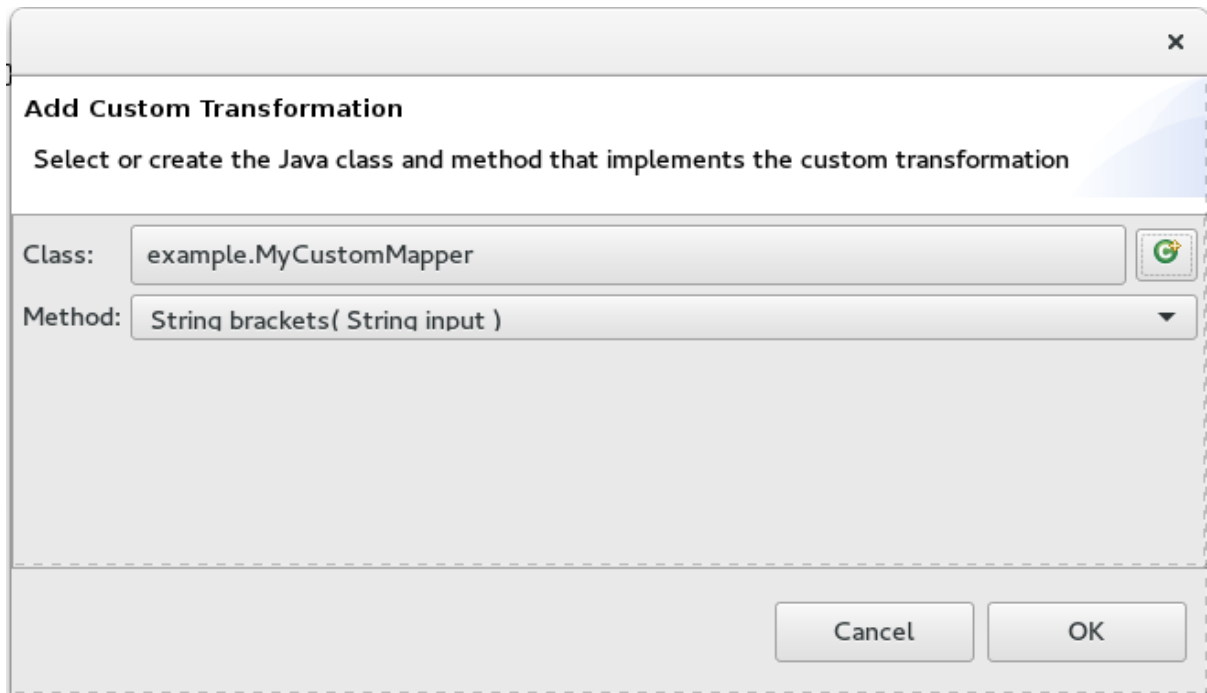 Add Custom Transformation
Select or create the Java class and method that implements the custom transformation
Class: example.MyCustomMapper
Method: String brackets( String input )
Cancel OK